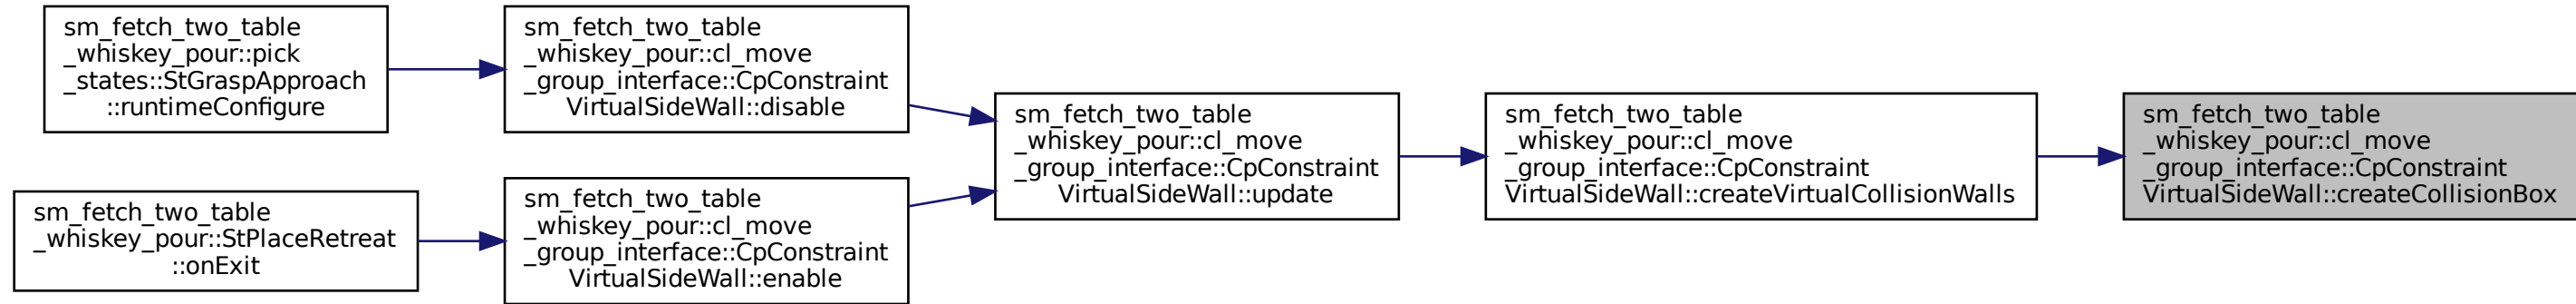 sm_fetch_two_table
_whiskey_pour::pick
_states::StGraspApproach
::runtimeConfigure
sm_fetch_two_table
_whiskey_pour::cl_move
_group_interface::CpConstraint
VirtualSideWall::disable
sm_fetch_two_table
_whiskey_pour::StPlaceRetreat
::onExit
sm_fetch_two_table
_whiskey_pour::cl_move
_group_interface::CpConstraint
VirtualSideWall::enable
sm_fetch_two_table
_whiskey_pour::cl_move
_group_interface::CpConstraint
VirtualSideWall::update
sm_fetch_two_table
_whiskey_pour::cl_move
_group_interface::CpConstraint
VirtualSideWall::createVirtualCollisionWalls
sm_fetch_two_table
_whiskey_pour::cl_move
_group_interface::CpConstraint
VirtualSideWall::createCollisionBox